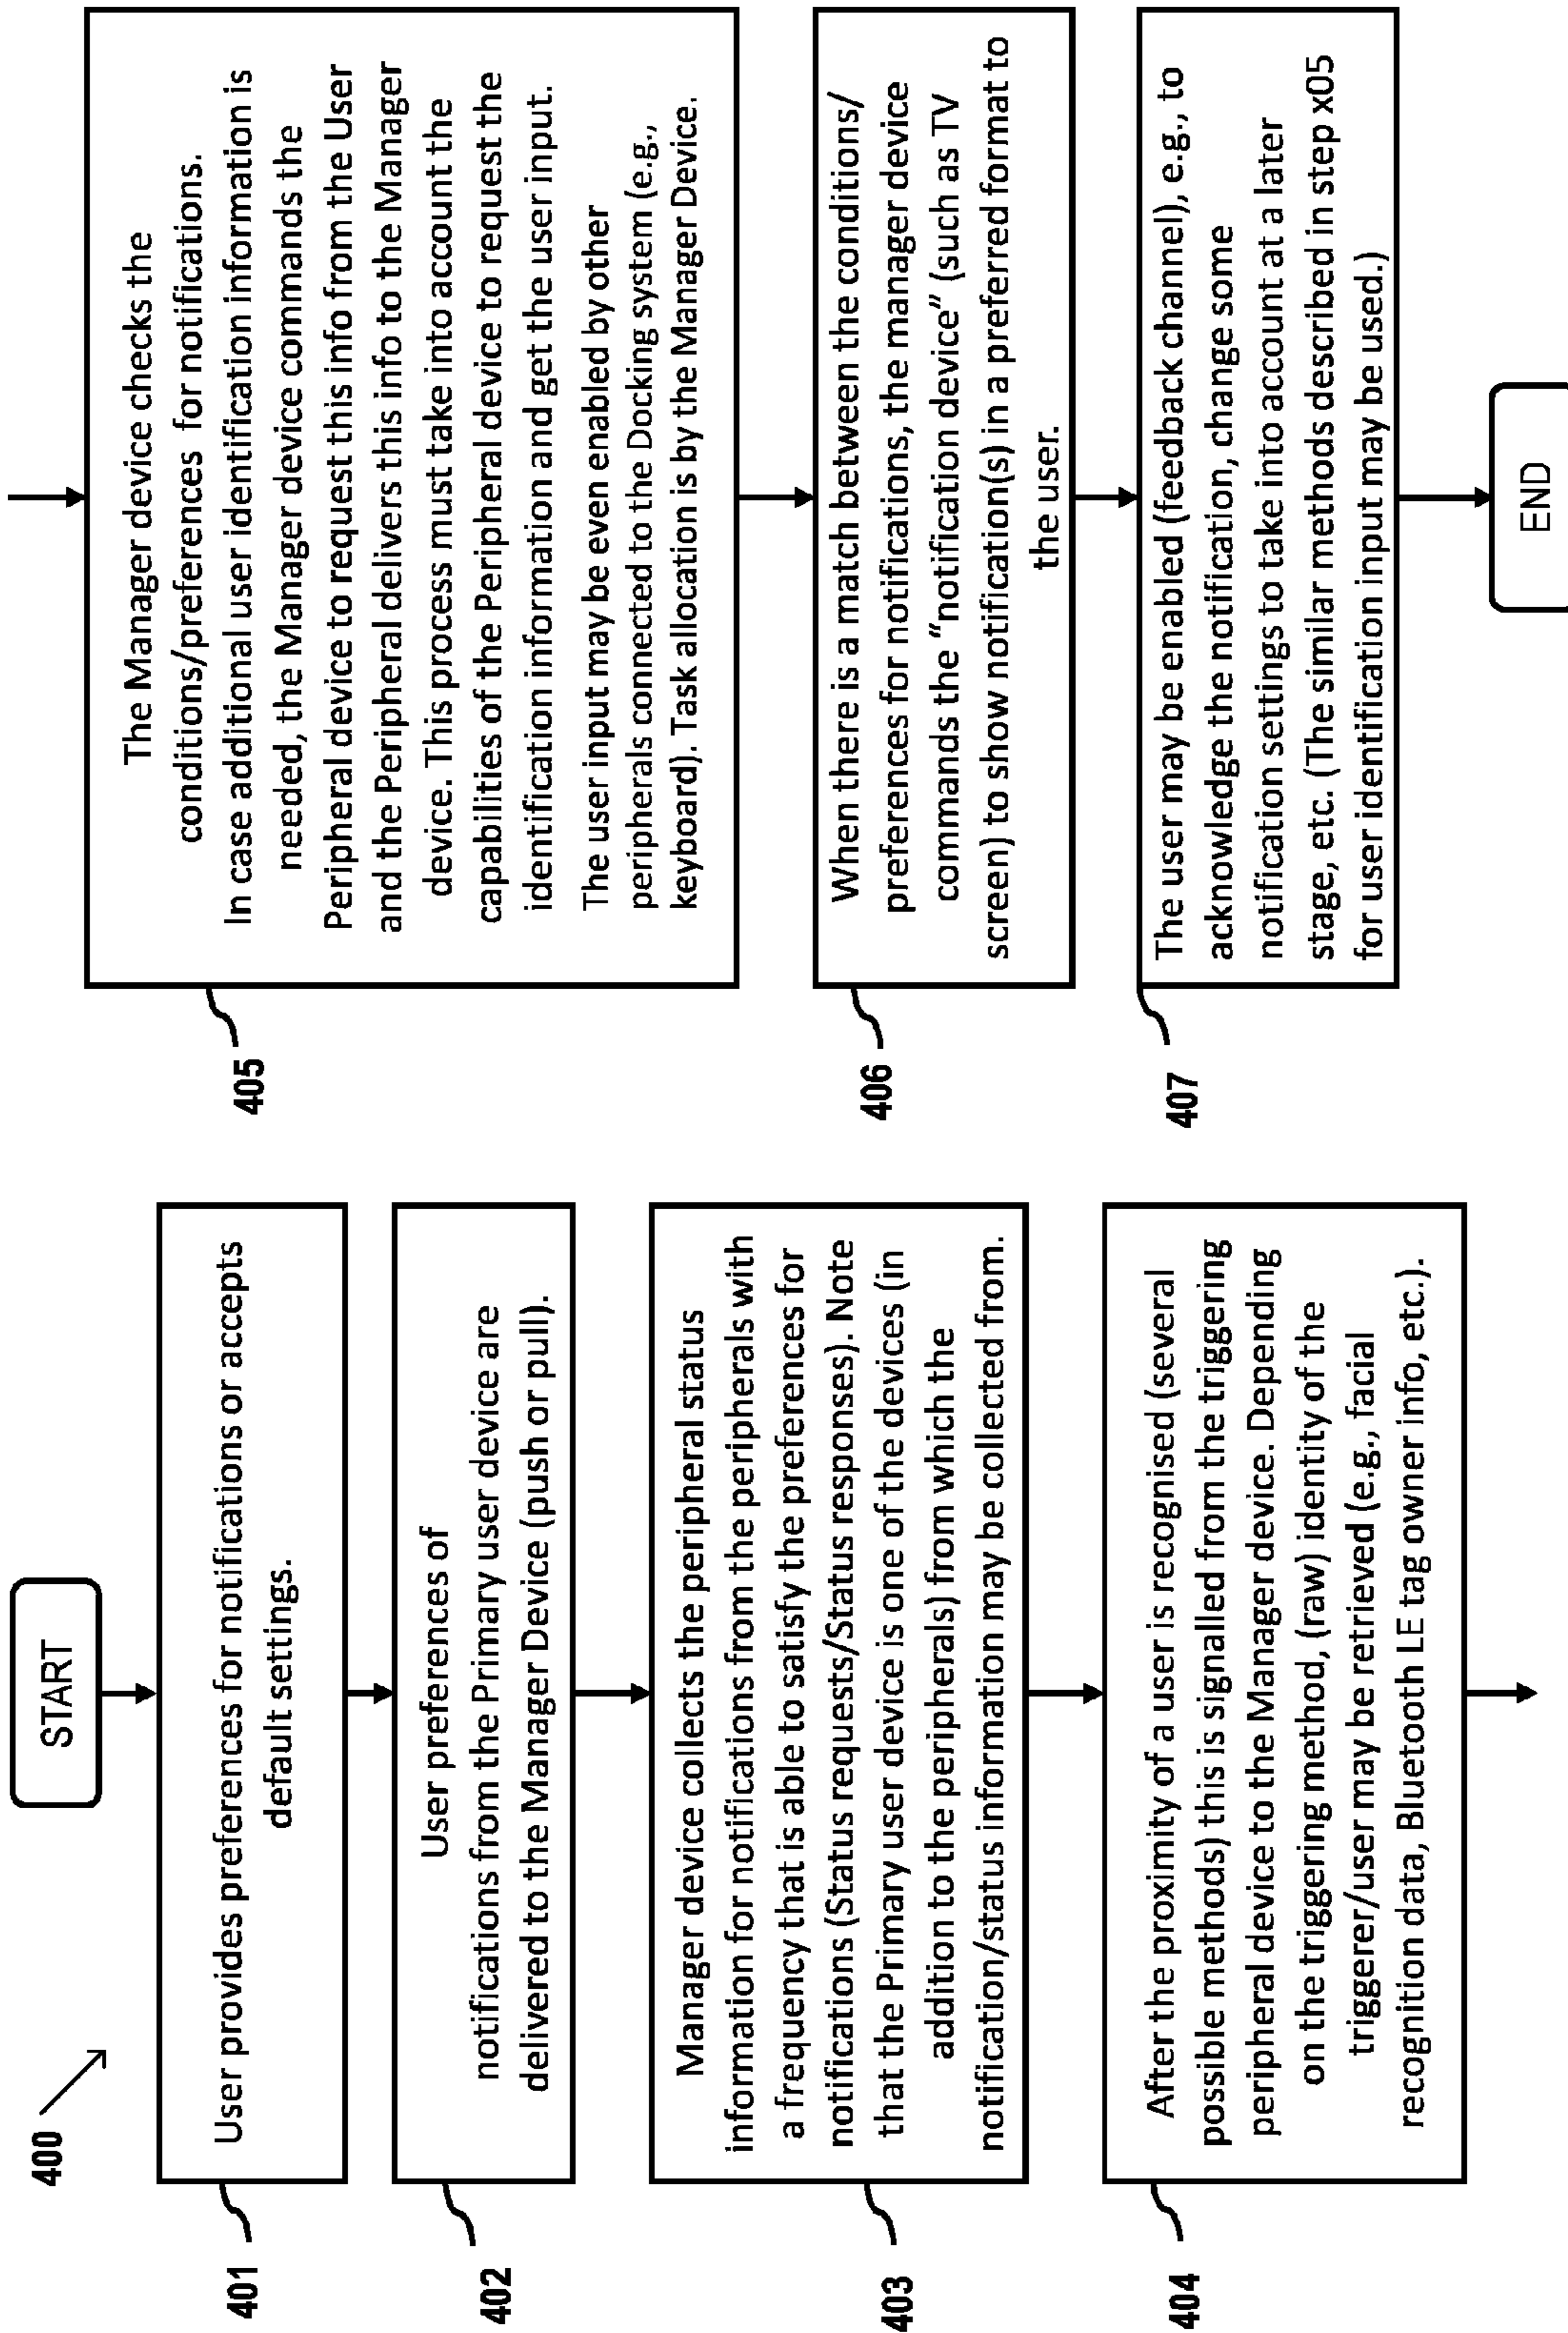 400
START
401
User provides preferences for notifications or accepts
default settings.
402
User preferences of
notifications from the Primary user device are
delivered to the Manager Device (push or pull).
403
Manager device collects the peripheral status
information for notifications from the peripherals with
a frequency that is able to satisfy the preferences for
notifications (Status requests/Status responses). Note
that the Primary user device is one of the devices (in
addition to the peripherals) from which the
notification/status information may be collected from.
404
After the proximity of a user is recognised (several
possible methods) this is signalled from the triggering
peripheral device to the Manager device. Depending
on the triggering method, (raw) identity of the
triggerer/user may be retrieved (e.g., facial
recognition data, Bluetooth LE tag owner info, etc.).
405
The Manager device checks the
conditions/preferences for notifications.
In case additional user identification information is
needed, the Manager device commands the
Peripheral device to request this info from the User
and the Peripheral delivers this info to the Manager
device. This process must take into account the
capabilities of the Peripheral device to request the
identification information and get the user input.
The user input may be even enabled by other
peripherals connected to the Docking system (e.g.,
keyboard). Task allocation is by the Manager Device.
406
When there is a match between the conditions/
preferences for notifications, the manager device
commands the “notification device” (such as TV
screen) to show notification(s) in a preferred format to
the user.
407
The user may be enabled (feedback channel), e.g., to
acknowledge the notification, change some
notification settings to take into account at a later
stage, etc. (The similar methods described in step x05
for user identification input may be used.)
END